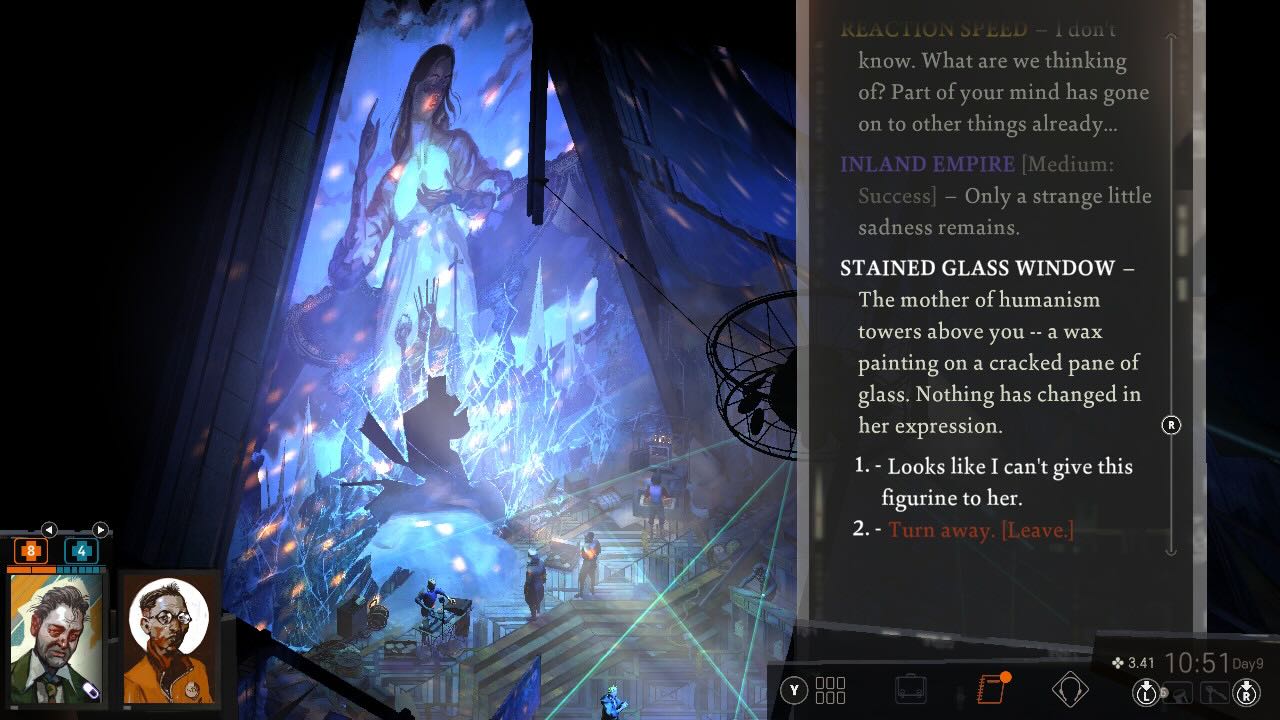 REACTION SPEED – I don't
know. What are we thinking
of? Part of your mind has gone
on to other things already...
INLAND EMPIRE [Medium:
Success] – Only a strange little
sadness remains.
STAINED GLASS WINDOW –
The mother of humanism
towers above you -- a wax
painting on a cracked pane of
glass. Nothing has changed in
her expression.
R
1. - Looks like I can't give this
figurine to her.
2. - Turn away. [Leave.]
8 4
3.41 10:51 Day9
Y L R